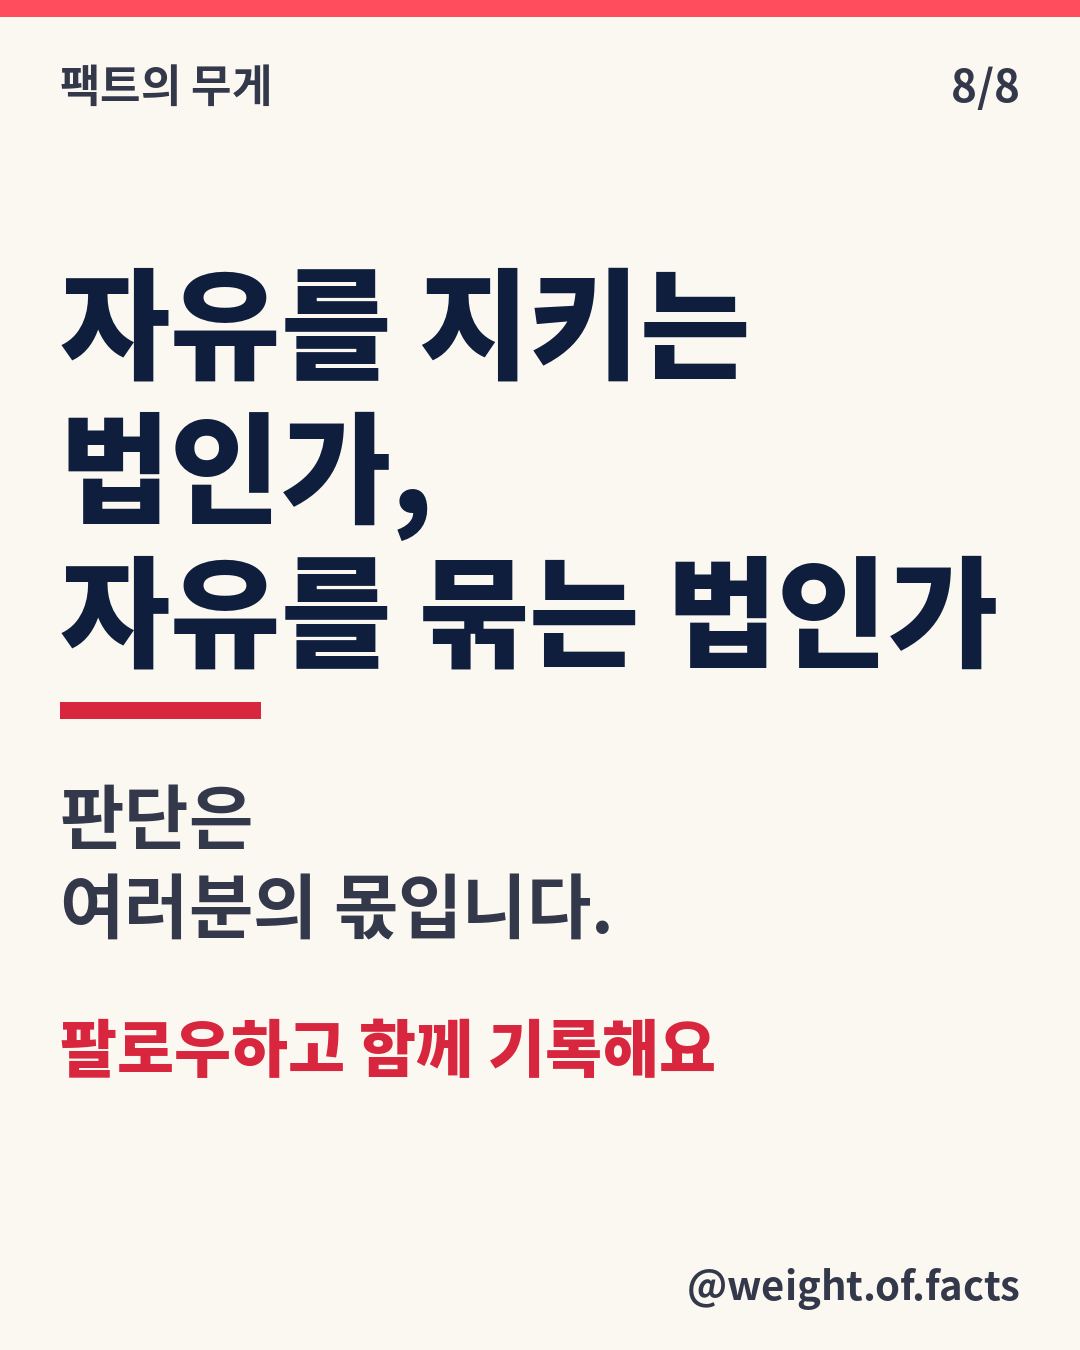 팩트의 무게
8/8
자유를 지키는
법인가,
자유를 묶는 법인가
판단은
여러분의 몫입니다.
팔로우하고 함께 기록해요
@weight.of.facts